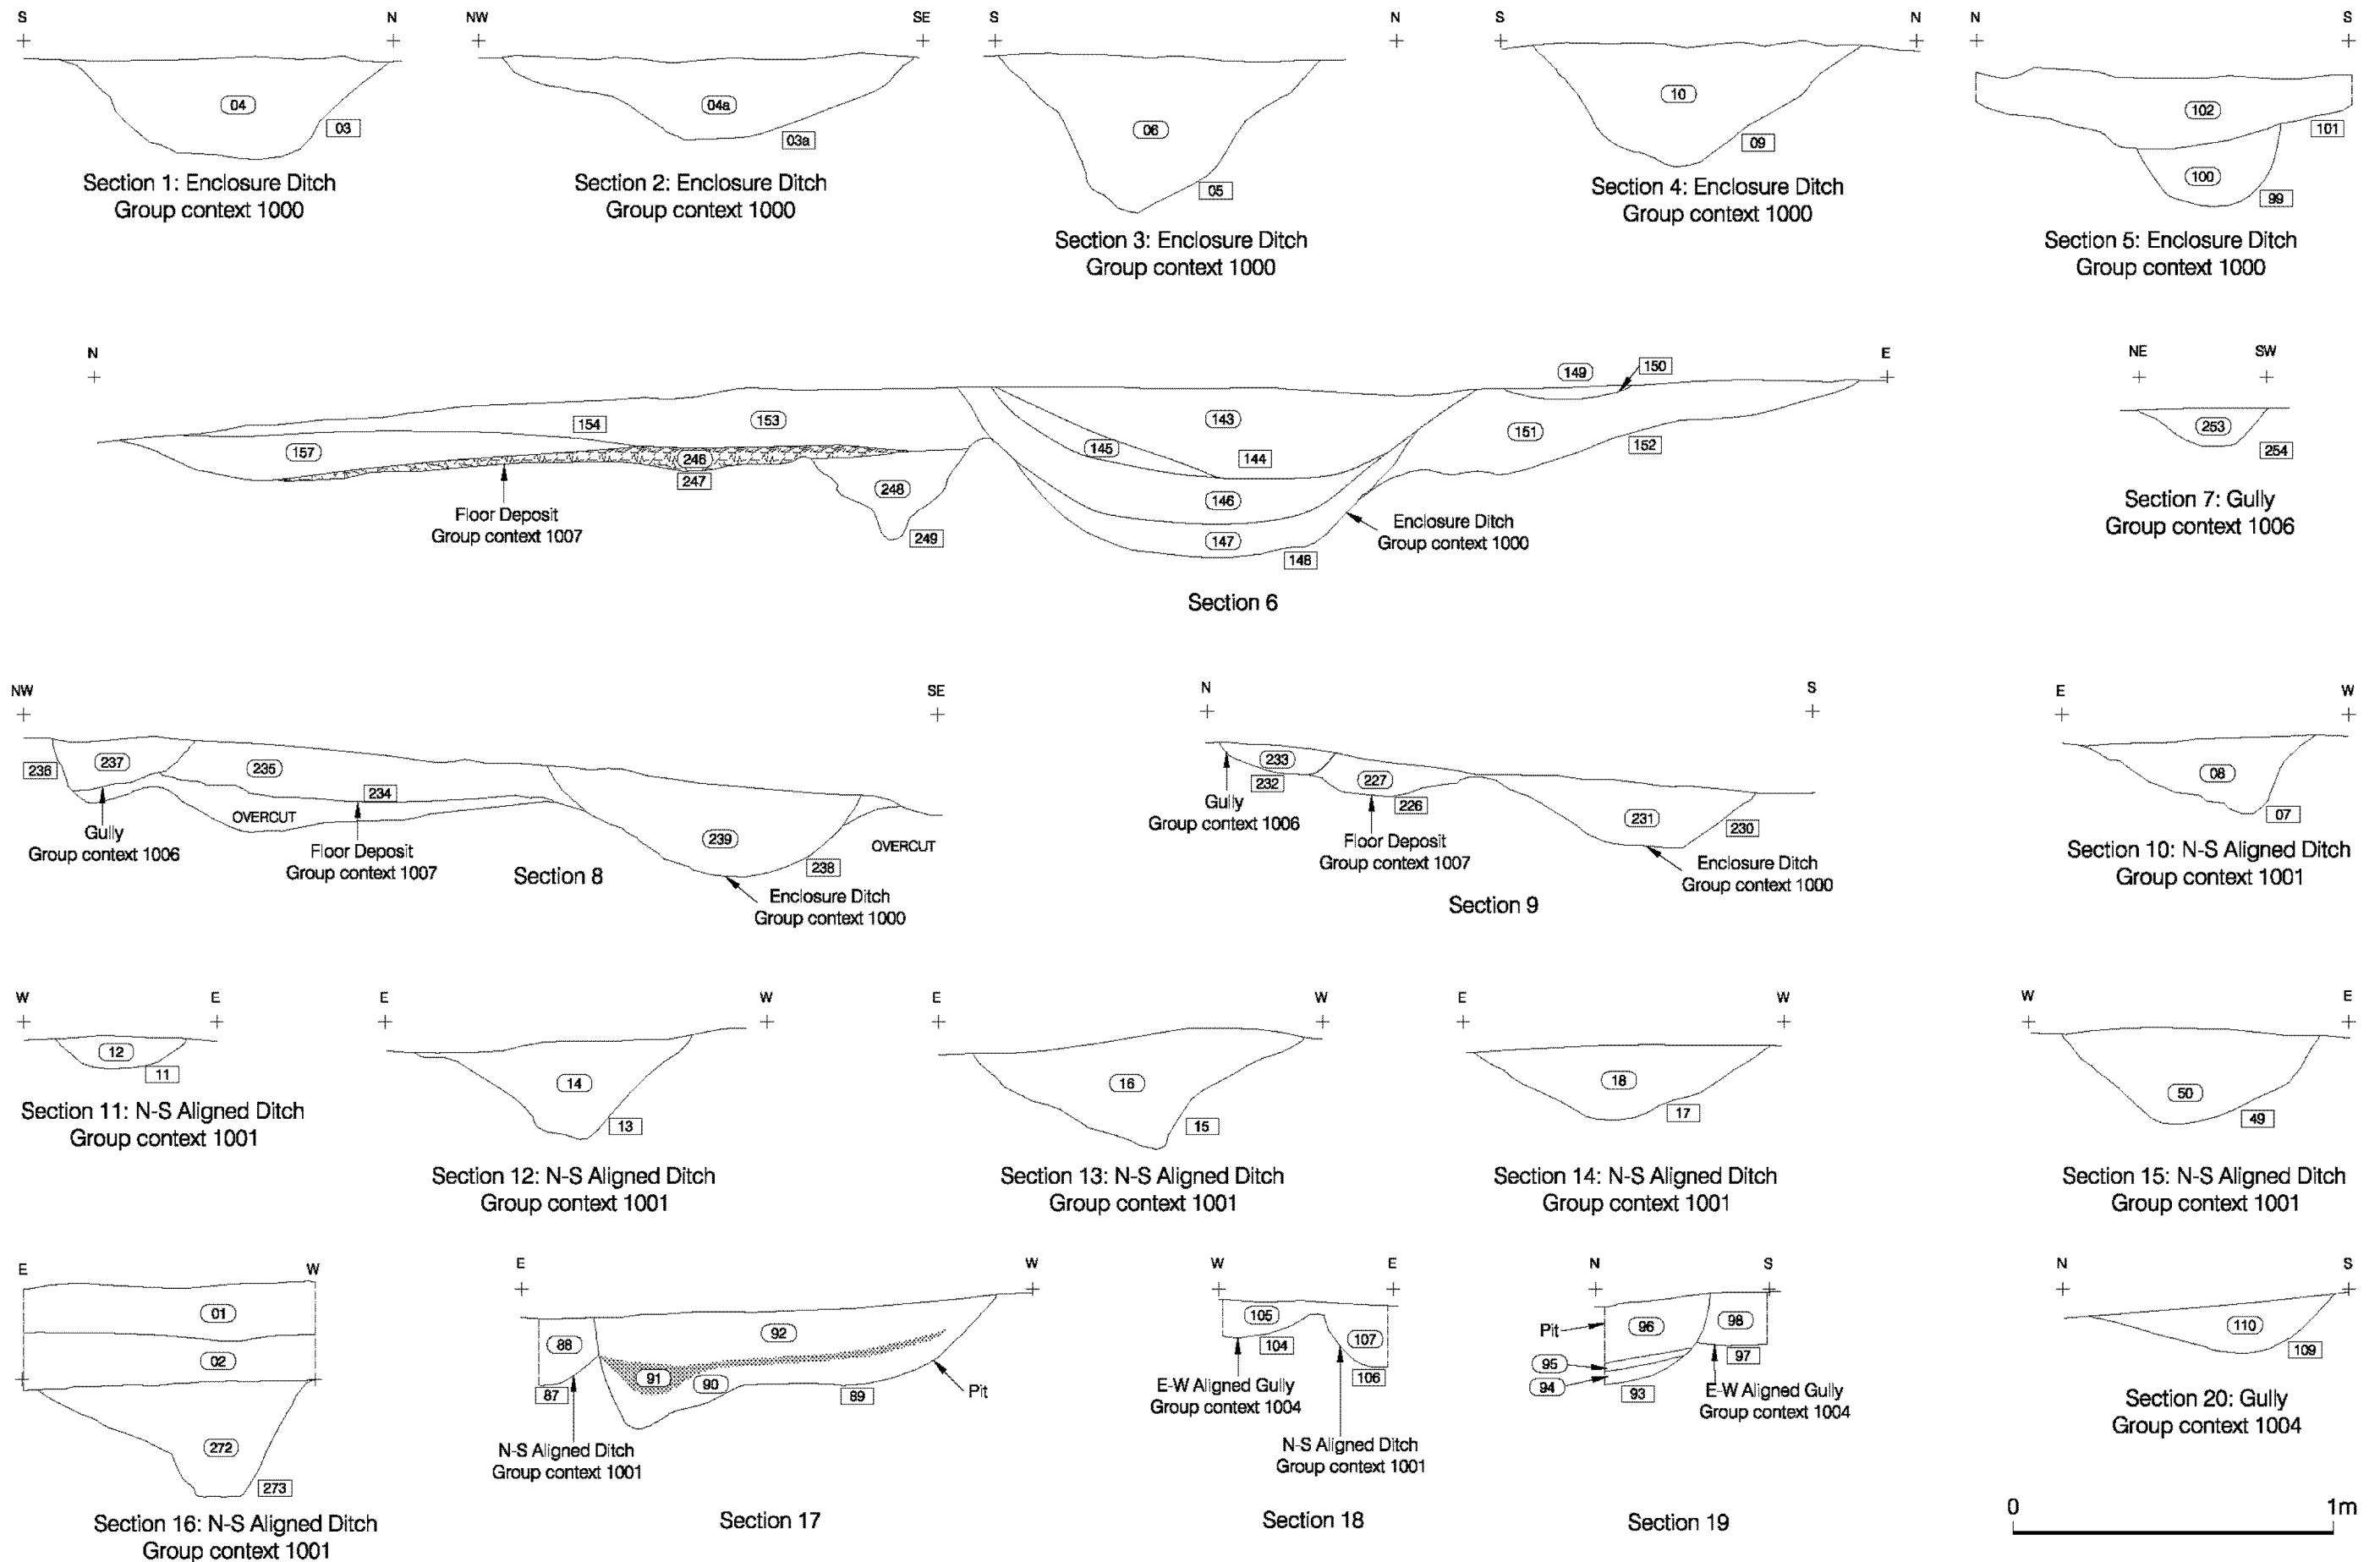 S N
04
03
Section 1: Enclosure Ditch
Group context 1000
NW SE
04a
03a
Section 2: Enclosure Ditch
Group context 1000
S N
06
05
Section 3: Enclosure Ditch
Group context 1000
S N
10
09
Section 4: Enclosure Ditch
Group context 1000
N S
102
101
100
99
Section 5: Enclosure Ditch
Group context 1000
N E
149
150
153
154
143
151
157
145
152
144
246
247
248
146
Floor Deposit
Group context 1007
249
Enclosure Ditch
Group context 1000
147
148
Section 6
NE SW
253
254
Section 7: Gully
Group context 1006
NW SE
237
236
235
234
OVERCUT
Gully
Group context 1006
Floor Deposit
Group context 1007
239
OVERCUT
238
Enclosure Ditch
Group context 1000
Section 8
N S
233
232
227
226
Gully
Group context 1006
Floor Deposit
Group context 1007
231
230
Enclosure Ditch
Group context 1000
Section 9
E W
08
07
Section 10: N-S Aligned Ditch
Group context 1001
W E
12
11
Section 11: N-S Aligned Ditch
Group context 1001
E W
14
13
Section 12: N-S Aligned Ditch
Group context 1001
E W
16
15
Section 13: N-S Aligned Ditch
Group context 1001
E W
18
17
Section 14: N-S Aligned Ditch
Group context 1001
W E
50
49
Section 15: N-S Aligned Ditch
Group context 1001
E W
01
02
272
273
Section 16: N-S Aligned Ditch
Group context 1001
E W
92
88
91
90
87
89
Pit
N-S Aligned Ditch
Group context 1001
Section 17
W E
105
107
104
106
E-W Aligned Gully
Group context 1004
N-S Aligned Ditch
Group context 1001
Section 18
N S
Pit
96
98
97
95
94
93
E-W Aligned Gully
Group context 1004
Section 19
N S
110
109
Section 20: Gully
Group context 1004
0 1m